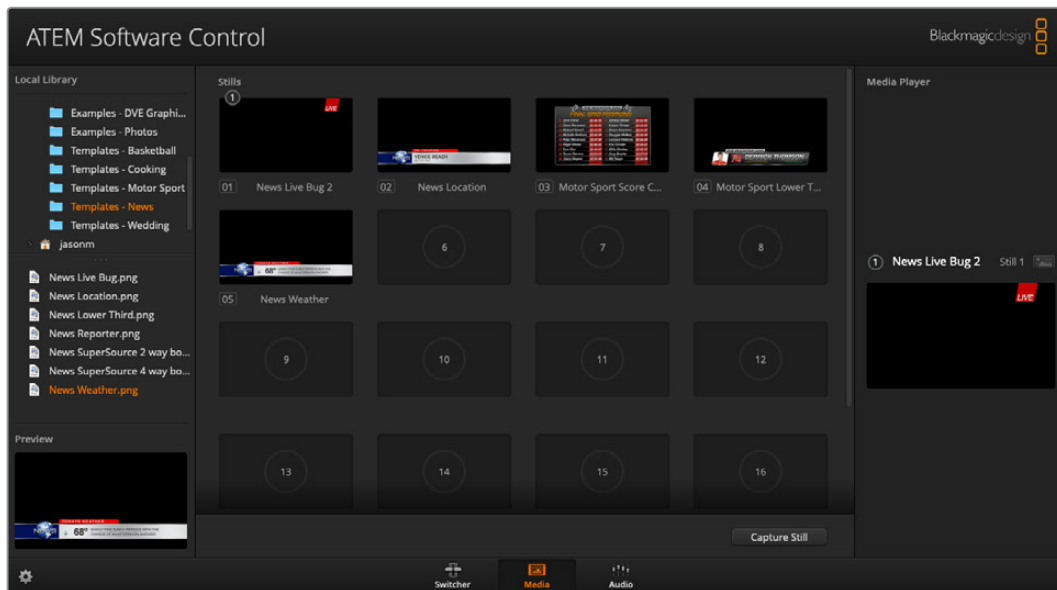 ATEM Software Control
Blackmagicdesign
Local Library
Examples - DVE Graphi...
Examples - Photos
Templates - Basketball
Templates - Cooking
Templates - Motor Sport
Templates - News
Templates - Wedding
jasonm
News Live Bug.png
News Location.png
News Lower Third.png
News Reporter.png
News SuperSource 2 way bo...
News SuperSource 4 way bo...
News Weather.png
Preview
68°
Stills
1
LIVE
VENICE BEACH
01 News Live Bug 2
02 News Location
03 Motor Sport Score C...
04 Motor Sport Lower T...
68°
05 News Weather
6
7
8
9
10
11
12
13
14
15
16
Capture Still
Media Player
1 News Live Bug 2 Still 1
LIVE
Switcher
Media
Audio